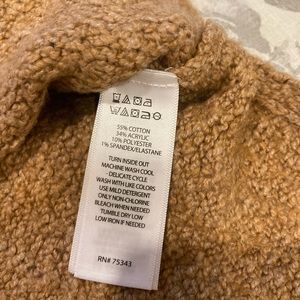 55% COTTON
34% ACRYLIC
10% POLYESTER
1% SPANDEX/ELASTANE
TURN INSIDE OUT
MACHINE WASH COOL
- DELICATE CYCLE
WASH WITH LIKE COLORS
USE MILD DETERGENT
ONLY NON-CHLORINE
BLEACH WHEN NEEDED
TUMBLE DRY LOW
LOW IRON IF NEEDED
RN# 75343